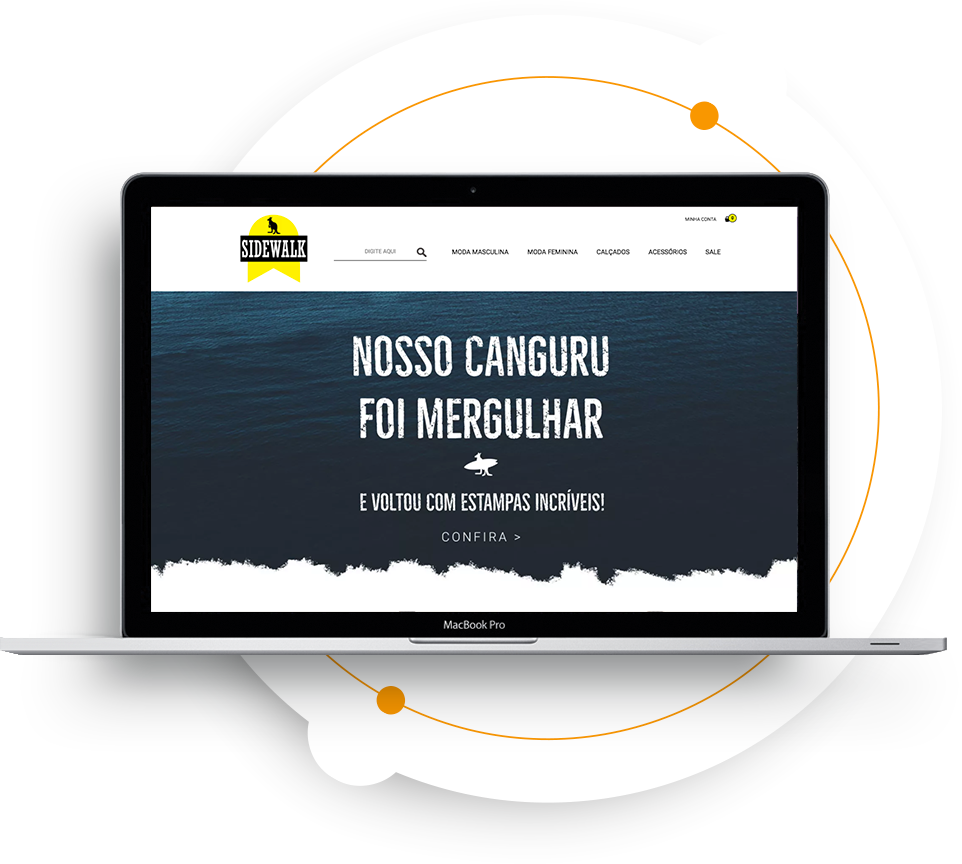 MINHA CONTA 0
SIDEWALK
DIGITE AQUI
MODA MASCULINA MODA FEMININA CALÇADOS ACESSÓRIOS SALE
NOSSO CANGURU
FOI MERGULHAR
E VOLTOU COM ESTAMPAS INCRÍVEIS!
CONFIRA >
MacBook Pro